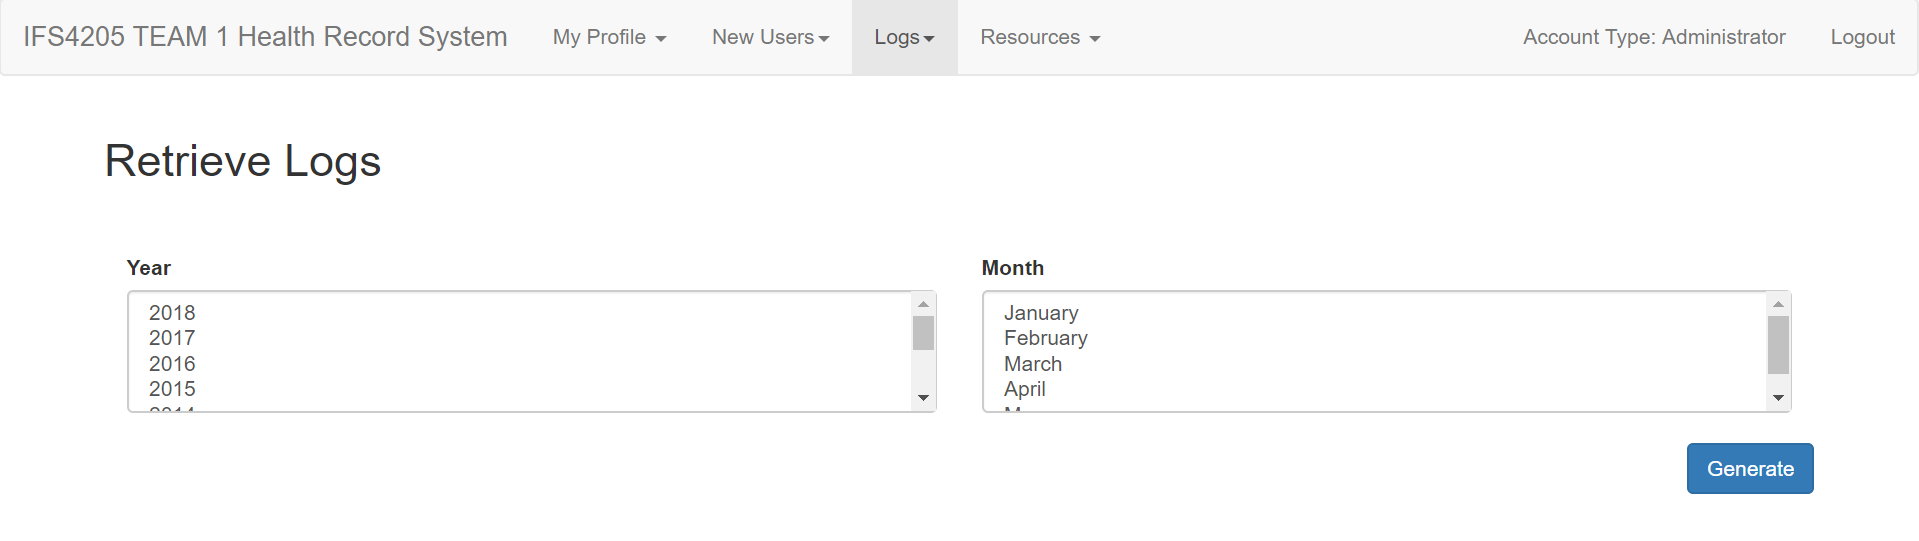 IFS4205 TEAM 1 Health Record System My Profile New Users Logs Resources Account Type: Administrator Logout
Retrieve Logs
Year
2018
2017
2016
2015
Month
January
February
March
April
Generate